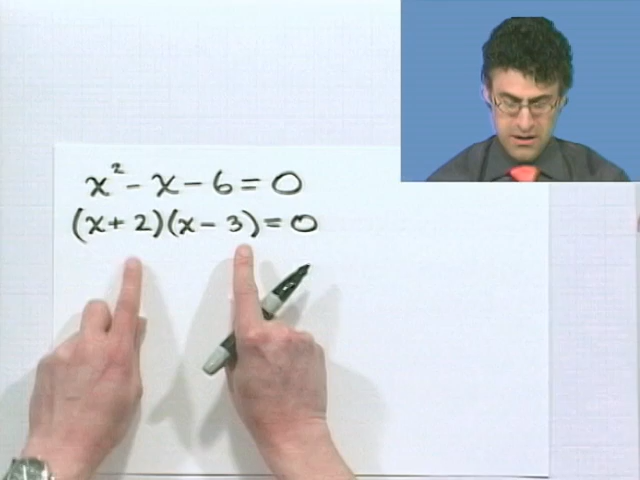 x² - x - 6 = 0
(x + 2)(x - 3) = 0